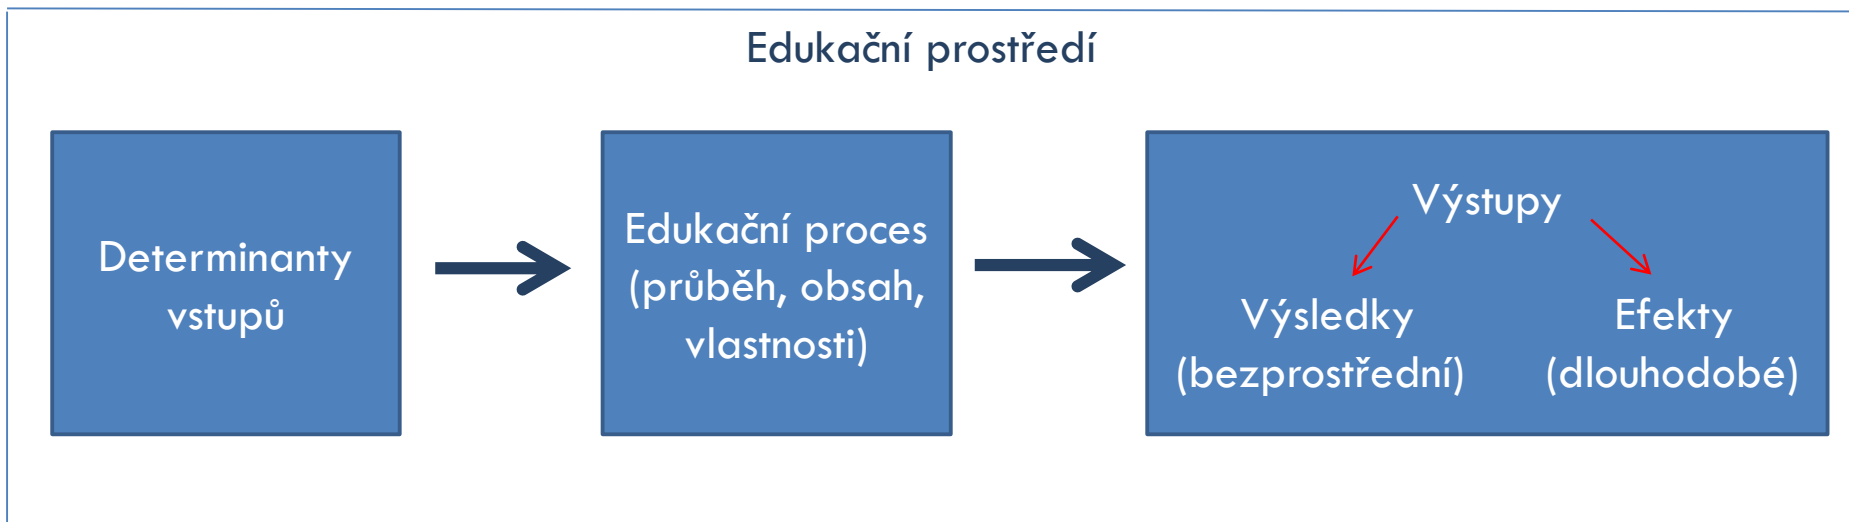 Edukační prostředí
Determinanty
vstupů
Edukační proces
(průběh, obsah,
vlastnosti)
Výstupy
Výsledky
(bezprostřední)
Efekty
(dlouhodobé)